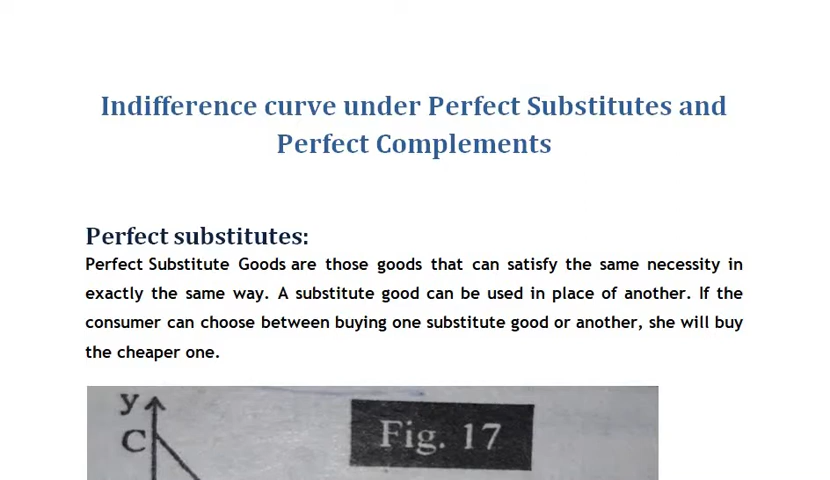 Indifference curve under Perfect Substitutes and
Perfect Complements
Perfect substitutes:
Perfect Substitute Goods are those goods that can satisfy the same necessity in
exactly the same way. A substitute good can be used in place of another. If the
consumer can choose between buying one substitute good or another, she will buy
the cheaper one.
y
C
Fig. 17